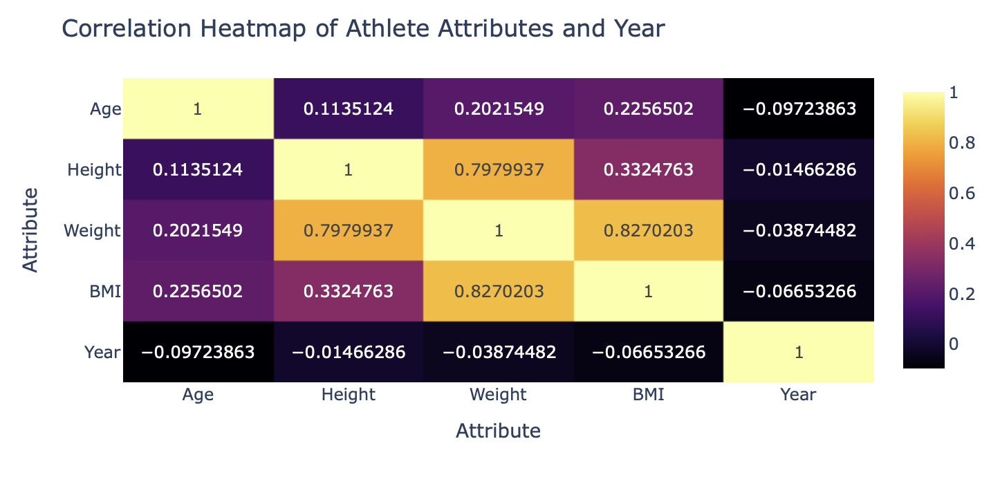 Correlation Heatmap of Athlete Attributes and Year
Attribute
Age 1 0.1135124 0.2021549 0.2256502 −0.09723863
Height 0.1135124 1 0.7979937 0.3324763 −0.01466286
Weight 0.2021549 0.7979937 1 0.8270203 −0.03874482
BMI 0.2256502 0.3324763 0.8270203 1 −0.06653266
Year −0.09723863 −0.01466286 −0.03874482 −0.06653266 1
Age Height Weight BMI Year
Attribute
1
0.8
0.6
0.4
0.2
0